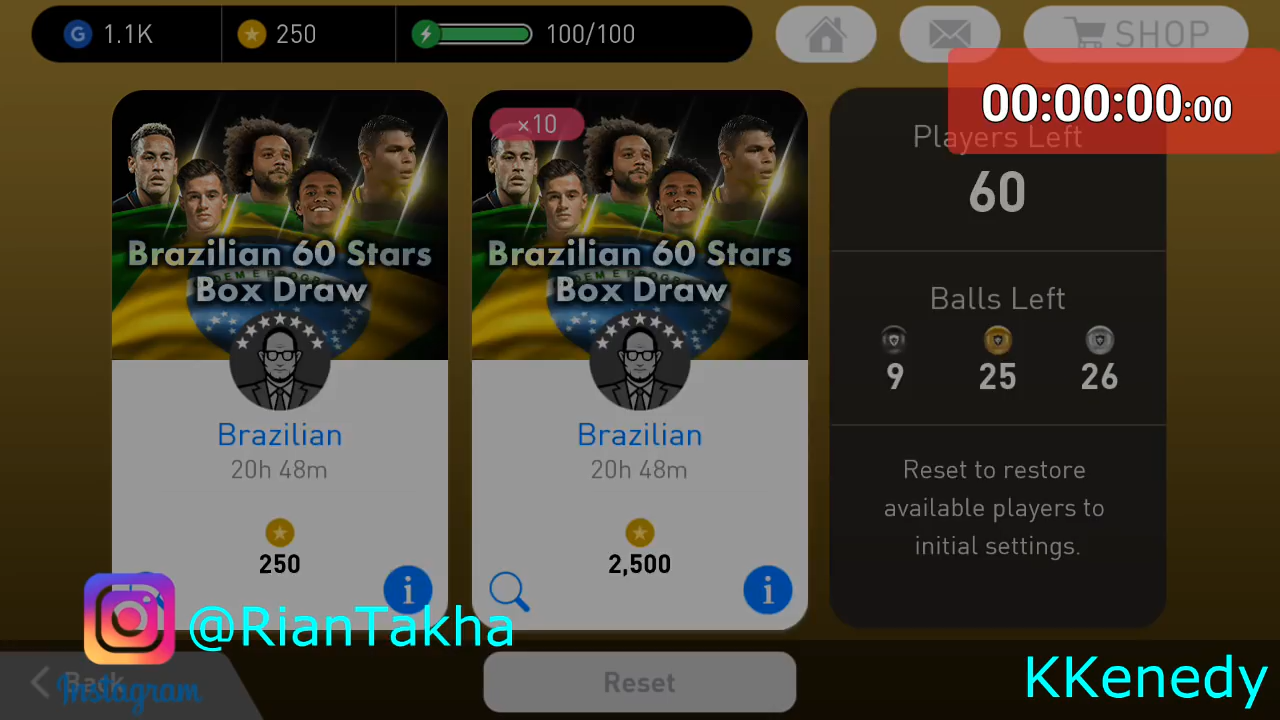 1.1K
250
100/100
SHOP
00:00:00:00
×10
Brazilian 60 Stars
Box Draw
Brazilian
20h 48m
250
Brazilian 60 Stars
Box Draw
Brazilian
20h 48m
2,500
Players Left
60
Balls Left
9
25
26
Reset to restore
available players to
initial settings.
@RianTakha
Instagram
Back
Reset
KKenedy